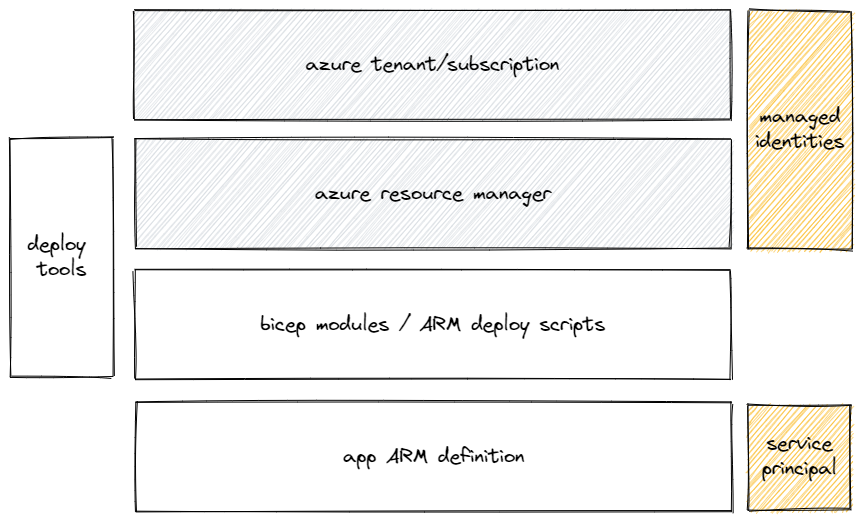 azure tenant/subscription
managed
identities
azure resource manager
deploy
tools
bicep modules / ARM deploy scripts
app ARM definition
service
principal